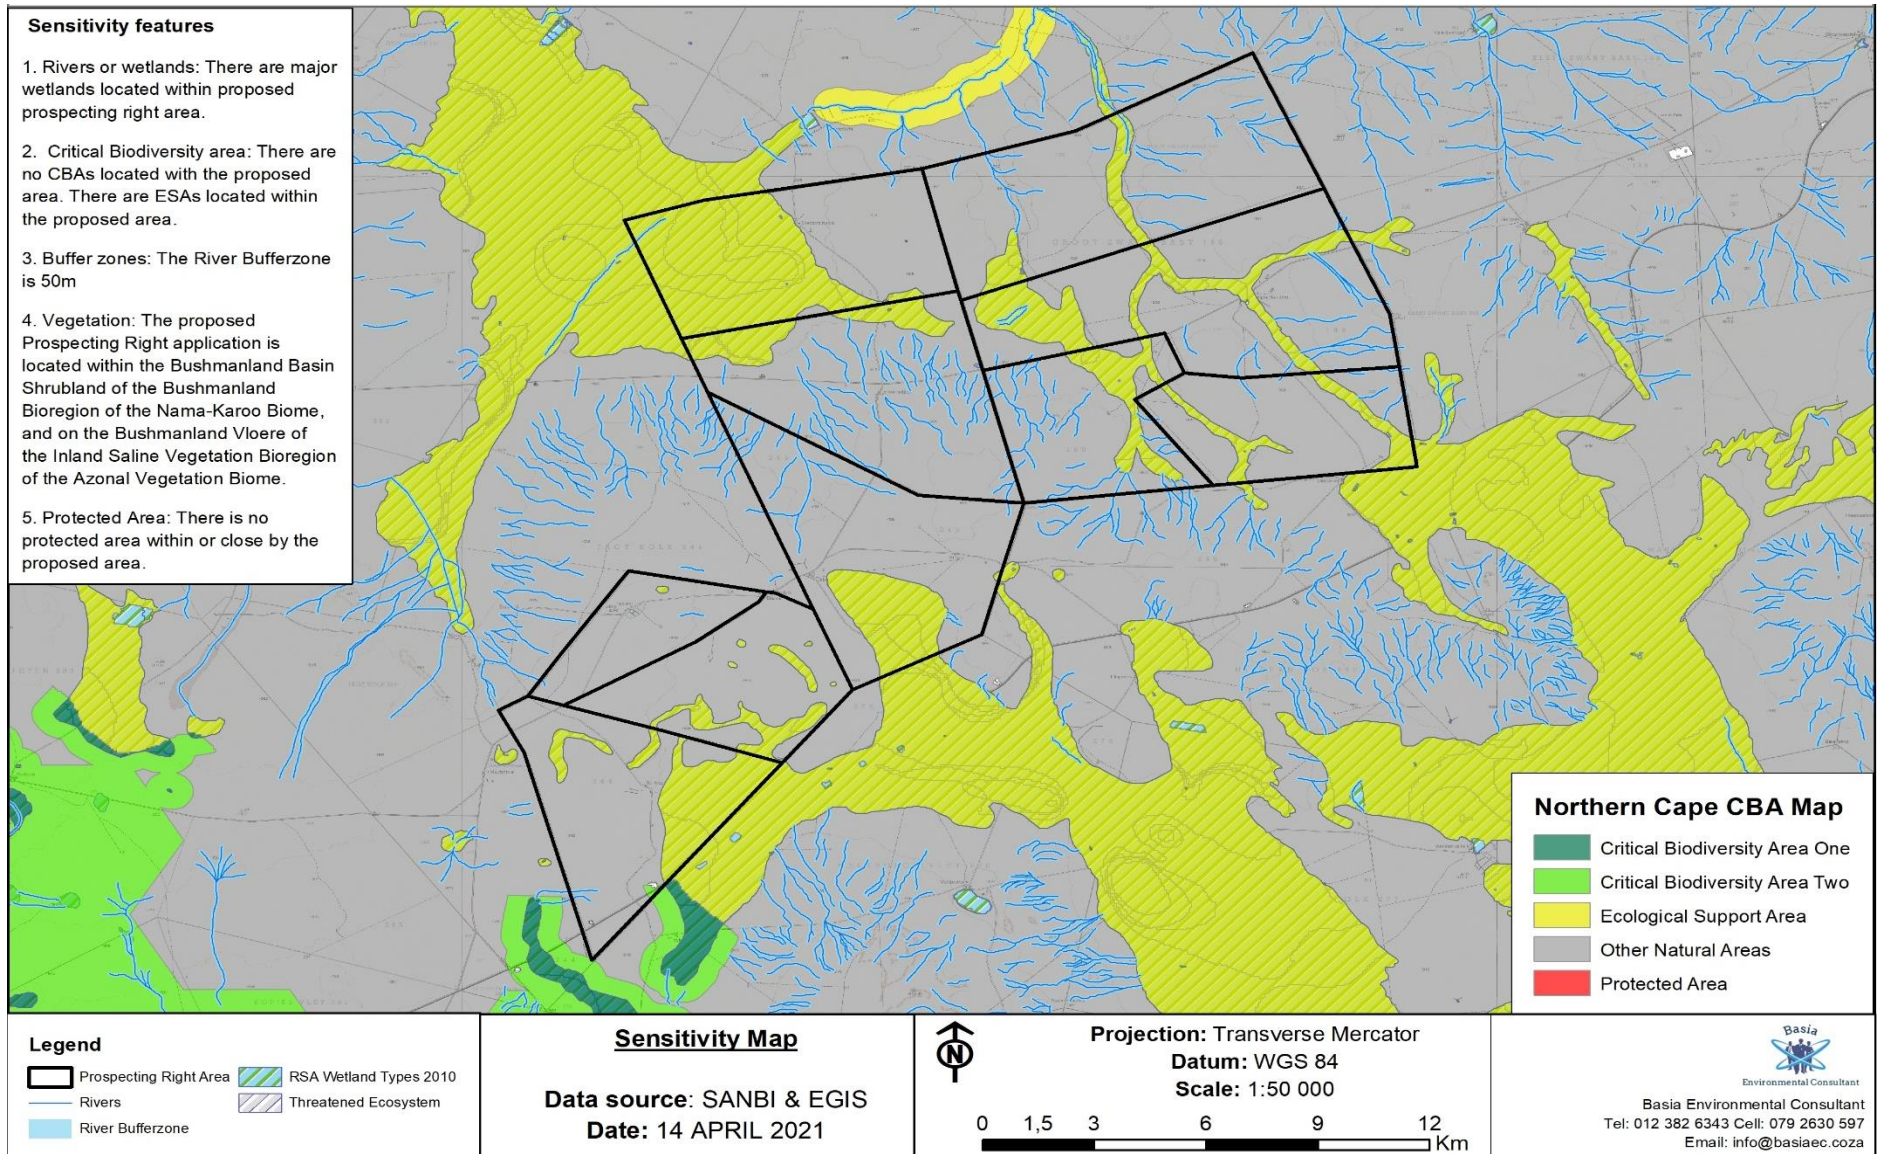 Sensitivity features
1. Rivers or wetlands: There are major
wetlands located within proposed
prospecting right area.
2. Critical Biodiversity area: There are
no CBAs located with the proposed
area. There are ESAs located within
the proposed area.
3. Buffer zones: The River Bufferzone
is 50m
4. Vegetation: The proposed
Prospecting Right application is
located within the Bushmanland Basin
Shrubland of the Bushmanland
Bioregion of the Nama-Karoo Biome,
and on the Bushmanland Vloere of
the Inland Saline Vegetation Bioregion
of the Azonal Vegetation Biome.
5. Protected Area: There is no
protected area within or close by the
proposed area.
Northern Cape CBA Map
Critical Biodiversity Area One
Critical Biodiversity Area Two
Ecological Support Area
Other Natural Areas
Protected Area
Legend
Prospecting Right Area
RSA Wetland Types 2010
Rivers
Threatened Ecosystem
River Bufferzone
Sensitivity Map
Data source: SANBI & EGIS
Date: 14 APRIL 2021
N
Projection: Transverse Mercator
Datum: WGS 84
Scale: 1:50 000
0 1,5 3 6 9 12
Km
Basia
Environmental Consultant
Basia Environmental Consultant
Tel: 012 382 6343 Cell: 079 2630 597
Email: info@basiaec.coza